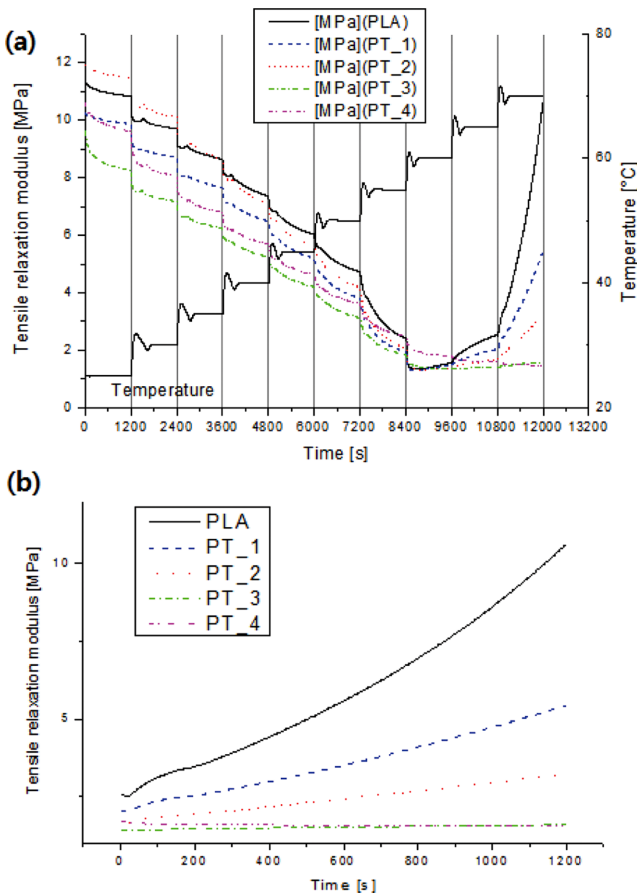 (a)
[MPa](PLA)
[MPa](PT_1)
[MPa](PT_2)
[MPa](PT_3)
[MPa](PT_4)
Tensile relaxation modulus [MPa]
12
10
8
6
4
2
0
80
60
40
20
Temperature [°C]
Temperature
0 1200 2400 3600 4800 6000 7200 8400 9600 10800 12000 13200
Time [s]
(b)
PLA
PT_1
PT_2
PT_3
PT_4
Tensile relaxation modulus [MPa]
10
5
0 200 400 600 800 1000 1200
Time [s]